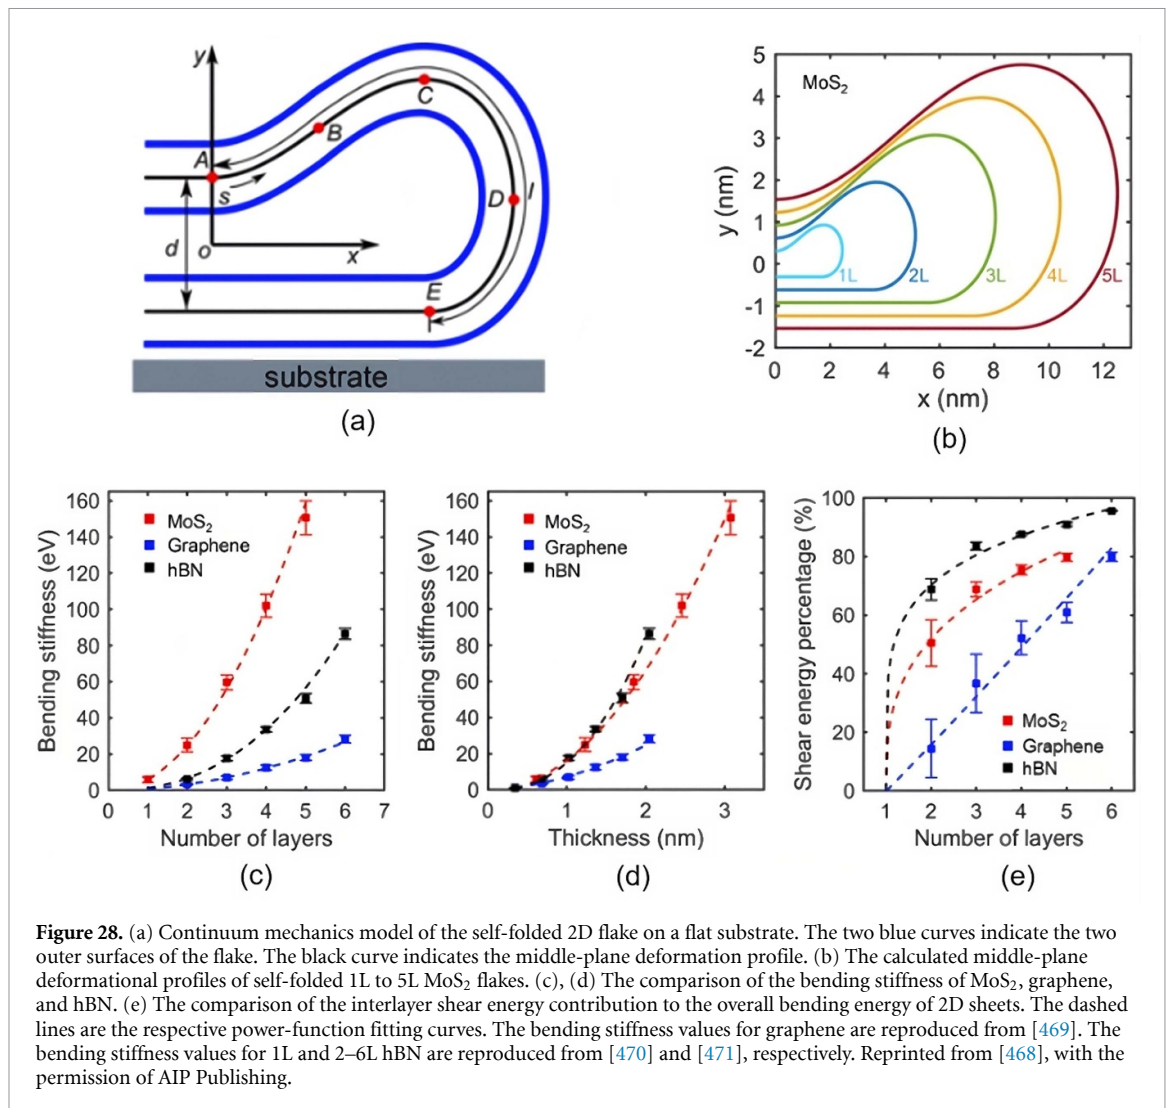 y
A
B
C
s
D
l
d
o
x
E
substrate
(a)
5
4
3
2
1
0
-1
-2
y (nm)
MoS₂
1L
2L
3L
4L
5L
0 2 4 6 8 10 12
x (nm)
(b)
160
140
120
100
80
60
40
20
0
Bending stiffness (eV)
MoS₂
Graphene
hBN
0 1 2 3 4 5 6 7
Number of layers
(c)
160
140
120
100
80
60
40
20
0
Bending stiffness (eV)
MoS₂
Graphene
hBN
0 1 2 3
Thickness (nm)
(d)
100
80
60
40
20
0
Shear energy percentage (%)
MoS₂
Graphene
hBN
1 2 3 4 5 6
Number of layers
(e)
Figure 28. (a) Continuum mechanics model of the self-folded 2D flake on a flat substrate. The two blue curves indicate the two
outer surfaces of the flake. The black curve indicates the middle-plane deformation profile. (b) The calculated middle-plane
deformational profiles of self-folded 1L to 5L MoS₂ flakes. (c), (d) The comparison of the bending stiffness of MoS₂, graphene,
and hBN. (e) The comparison of the interlayer shear energy contribution to the overall bending energy of 2D sheets. The dashed
lines are the respective power-function fitting curves. The bending stiffness values for graphene are reproduced from [469]. The
bending stiffness values for 1L and 2–6L hBN are reproduced from [470] and [471], respectively. Reprinted from [468], with the
permission of AIP Publishing.